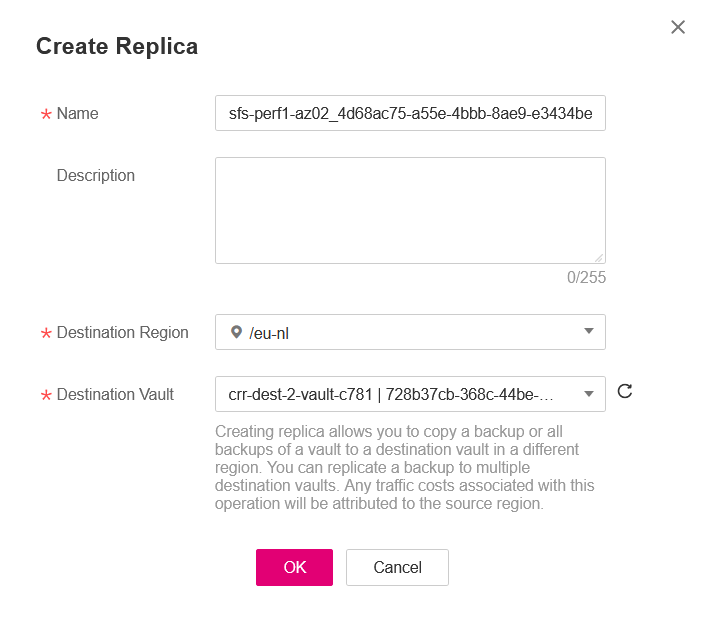 Create Replica
* Name
sfs-perf1-az02_4d68ac75-a55e-4bbb-8ae9-e3434be
Description
0/255
* Destination Region
/eu-nl
* Destination Vault
crr-dest-2-vault-c781 | 728b37cb-368c-44be-...
Creating replica allows you to copy a backup or all
backups of a vault to a destination vault in a different
region. You can replicate a backup to multiple
destination vaults. Any traffic costs associated with this
operation will be attributed to the source region.
OK
Cancel